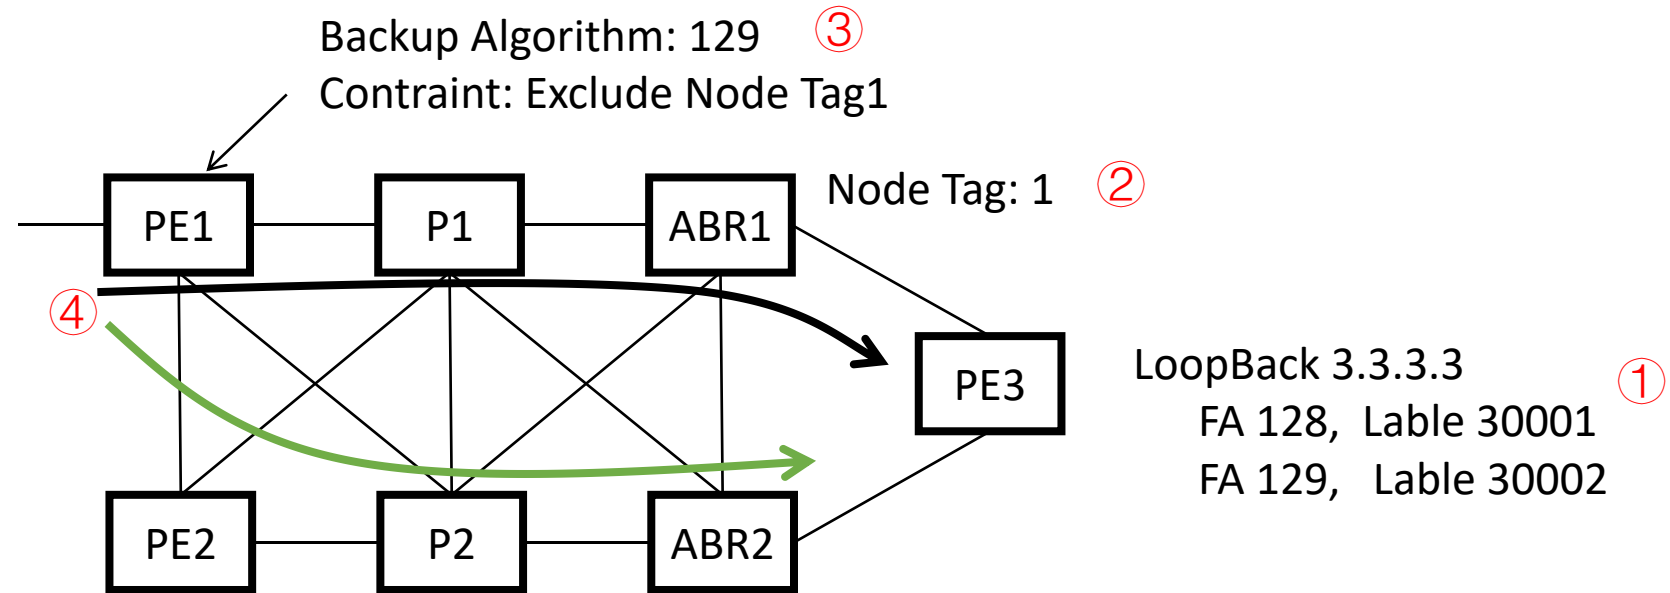 Backup Algorithm: 129 ③
Contraint: Exclude Node Tag1
Node Tag: 1 ②
PE1 P1 ABR1
④
PE3
LoopBack 3.3.3.3 ①
FA 128, Lable 30001
FA 129, Lable 30002
PE2 P2 ABR2